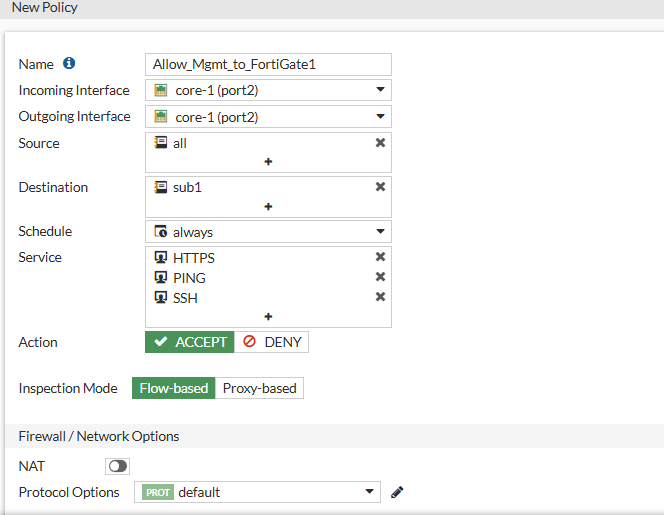 New Policy
Name Allow_Mgmt_to_FortiGate1
Incoming Interface core-1 (port2)
Outgoing Interface core-1 (port2)
Source all
+
Destination sub1
+
Schedule always
Service HTTPS
PING
SSH
+
Action ACCEPT DENY
Inspection Mode Flow-based Proxy-based
Firewall / Network Options
NAT
Protocol Options PROT default